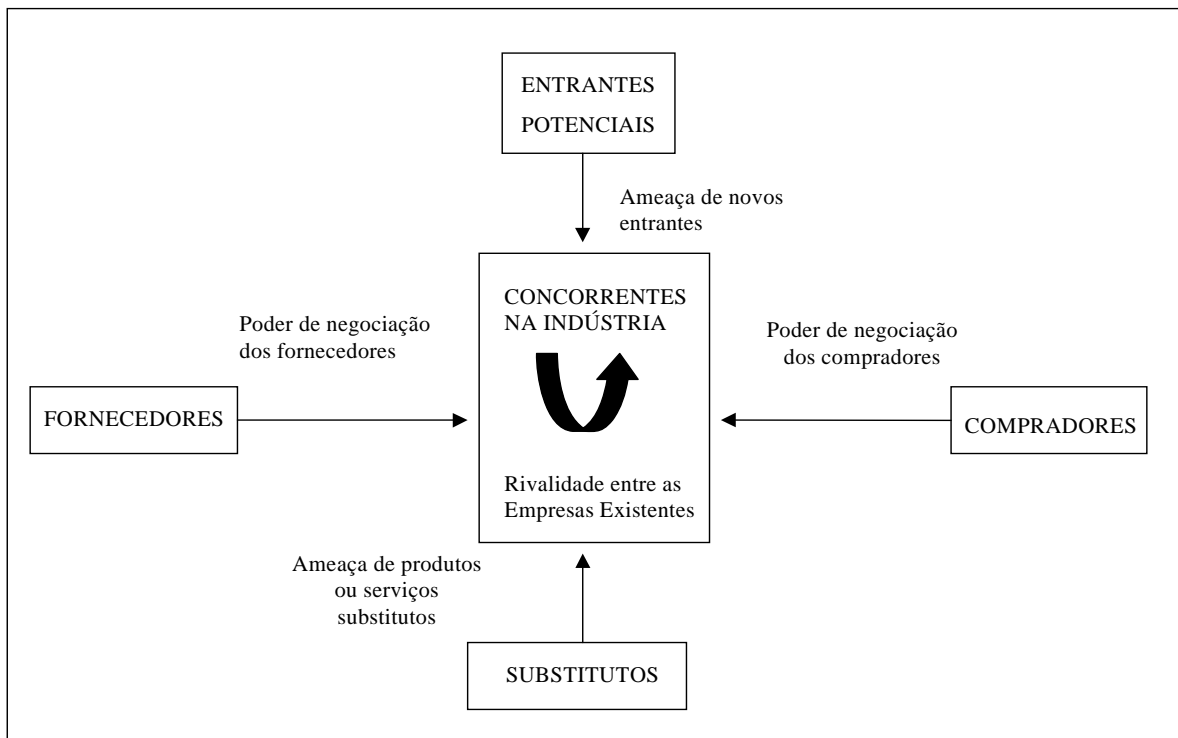 ENTRANTES
POTENCIAIS
Ameaça de novos
entrantes
CONCORRENTES
NA INDÚSTRIA
Poder de negociação
dos fornecedores
Poder de negociação
dos compradores
FORNECEDORES
COMPRADORES
Rivalidade entre as
Empresas Existentes
Ameaça de produtos
ou serviços
substitutos
SUBSTITUTOS